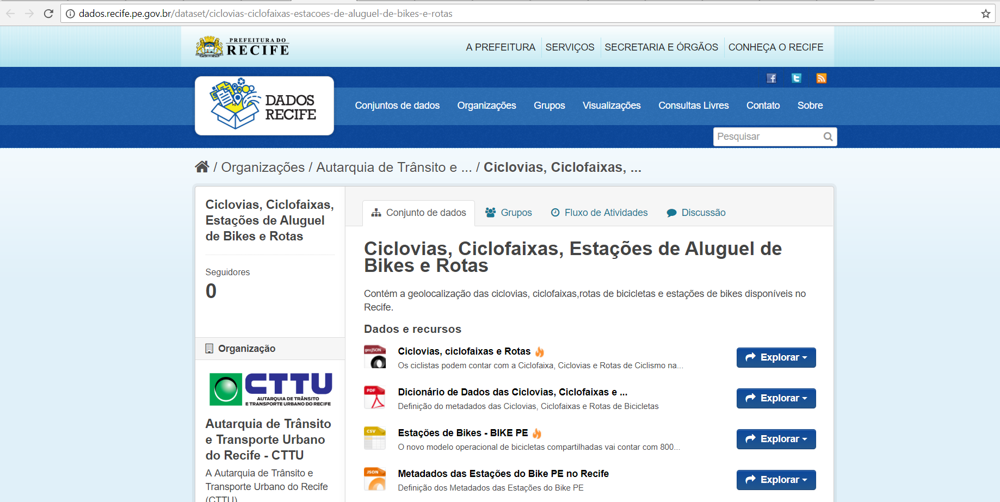 dados.recife.pe.gov.br/dataset/ciclovias-ciclofaixas-estacoes-de-aluguel-de-bikes-e-rotas
PREFEITURA DO
RECIFE
A PREFEITURA
SERVIÇOS
SECRETARIA E ÓRGÃOS
CONHEÇA O RECIFE
DADOS
RECIFE
Conjuntos de dados
Organizações
Grupos
Visualizações
Consultas Livres
Contato
Sobre
Pesquisar
/ Organizações / Autarquia de Trânsito e ... / Ciclovias, Ciclofaixas, ...
Ciclovias, Ciclofaixas,
Estações de Aluguel
de Bikes e Rotas
Seguidores
0
Organização
CTTU
AUTARQUIA DE TRÂNSITO
E TRANSPORTE URBANO DO RECIFE
Autarquia de Trânsito
e Transporte Urbano
do Recife - CTTU
A Autarquia de Trânsito e
Transporte Urbano do Recife
(CTTU)
Conjunto de dados
Grupos
Fluxo de Atividades
Discussão
Ciclovias, Ciclofaixas, Estações de Aluguel de
Bikes e Rotas
Contém a geolocalização das ciclovias, ciclofaixas,rotas de bicicletas e estações de bikes disponíveis no
Recife.
Dados e recursos
geoJSON
Ciclovias, ciclofaixas e Rotas
Explorar
Os ciclistas podem contar com a Ciclofaixa, Ciclovias e Rotas de Ciclismo na...
PDF
Dicionário de Dados das Ciclovias, Ciclofaixas e ...
Explorar
Definição do metadados das Ciclovias, Ciclofaixas e Rotas de Bicicletas
CSV
Estações de Bikes - BIKE PE
Explorar
O novo modelo operacional de bicicletas compartilhadas vai contar com 800...
JSON
Metadados das Estações do Bike PE no Recife
Explorar
Definição dos Metadados das Estações do Bike PE